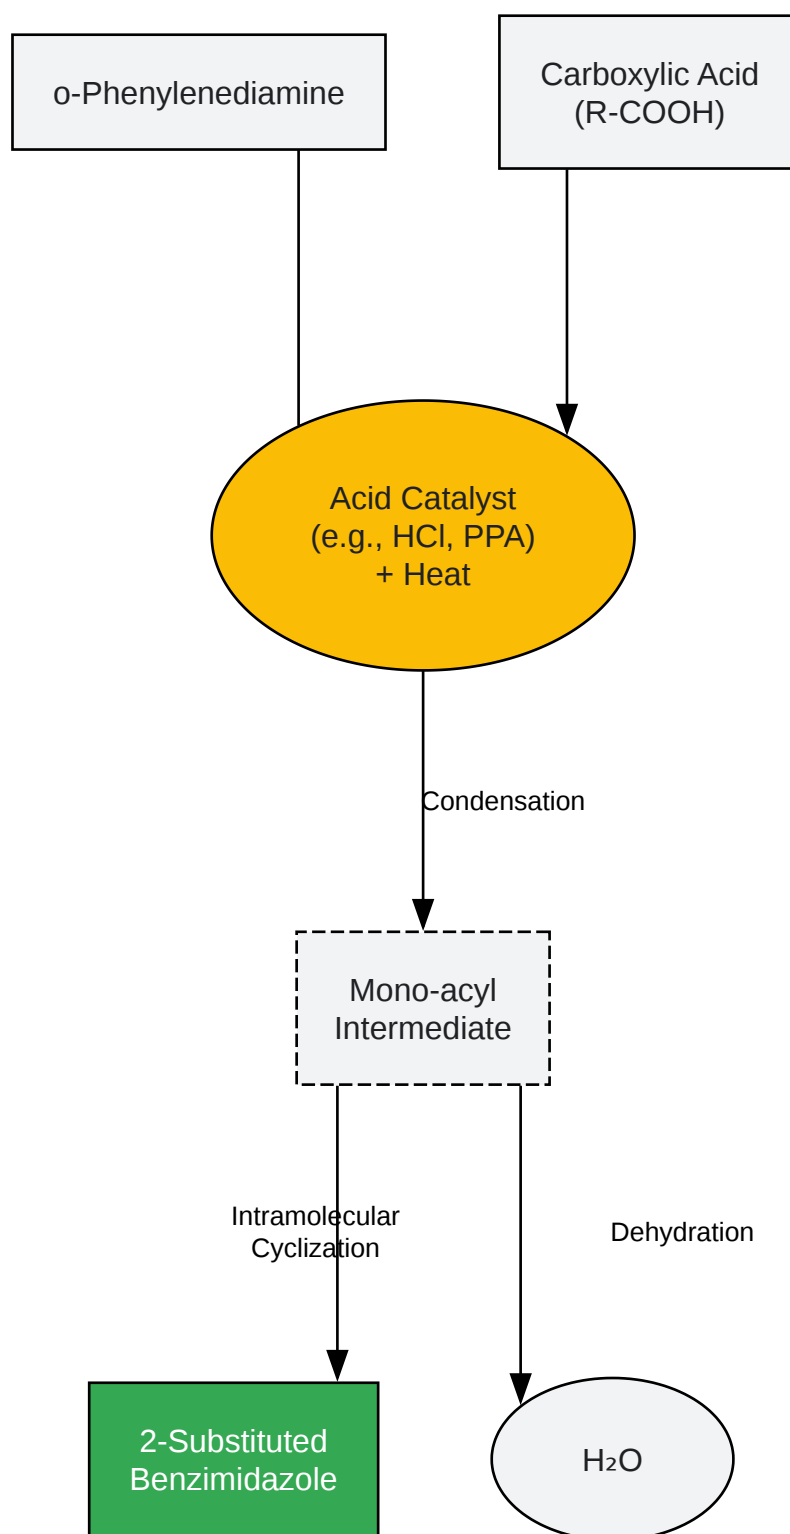 o-Phenylenediamine
Carboxylic Acid
(R-COOH)
Acid Catalyst
(e.g., HCl, PPA)
+ Heat
Condensation
Mono-acyl
Intermediate
Intramolecular
Cyclization
Dehydration
2-Substituted
Benzimidazole
H₂O